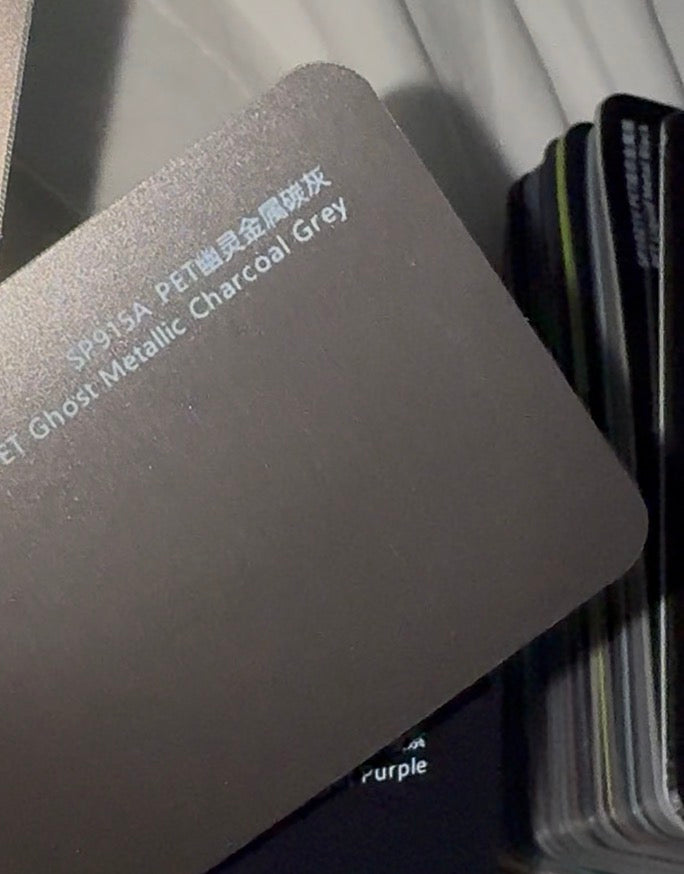 SP915A PET幽灵金属碳灰
ET Ghost Metallic Charcoal Grey
Purple